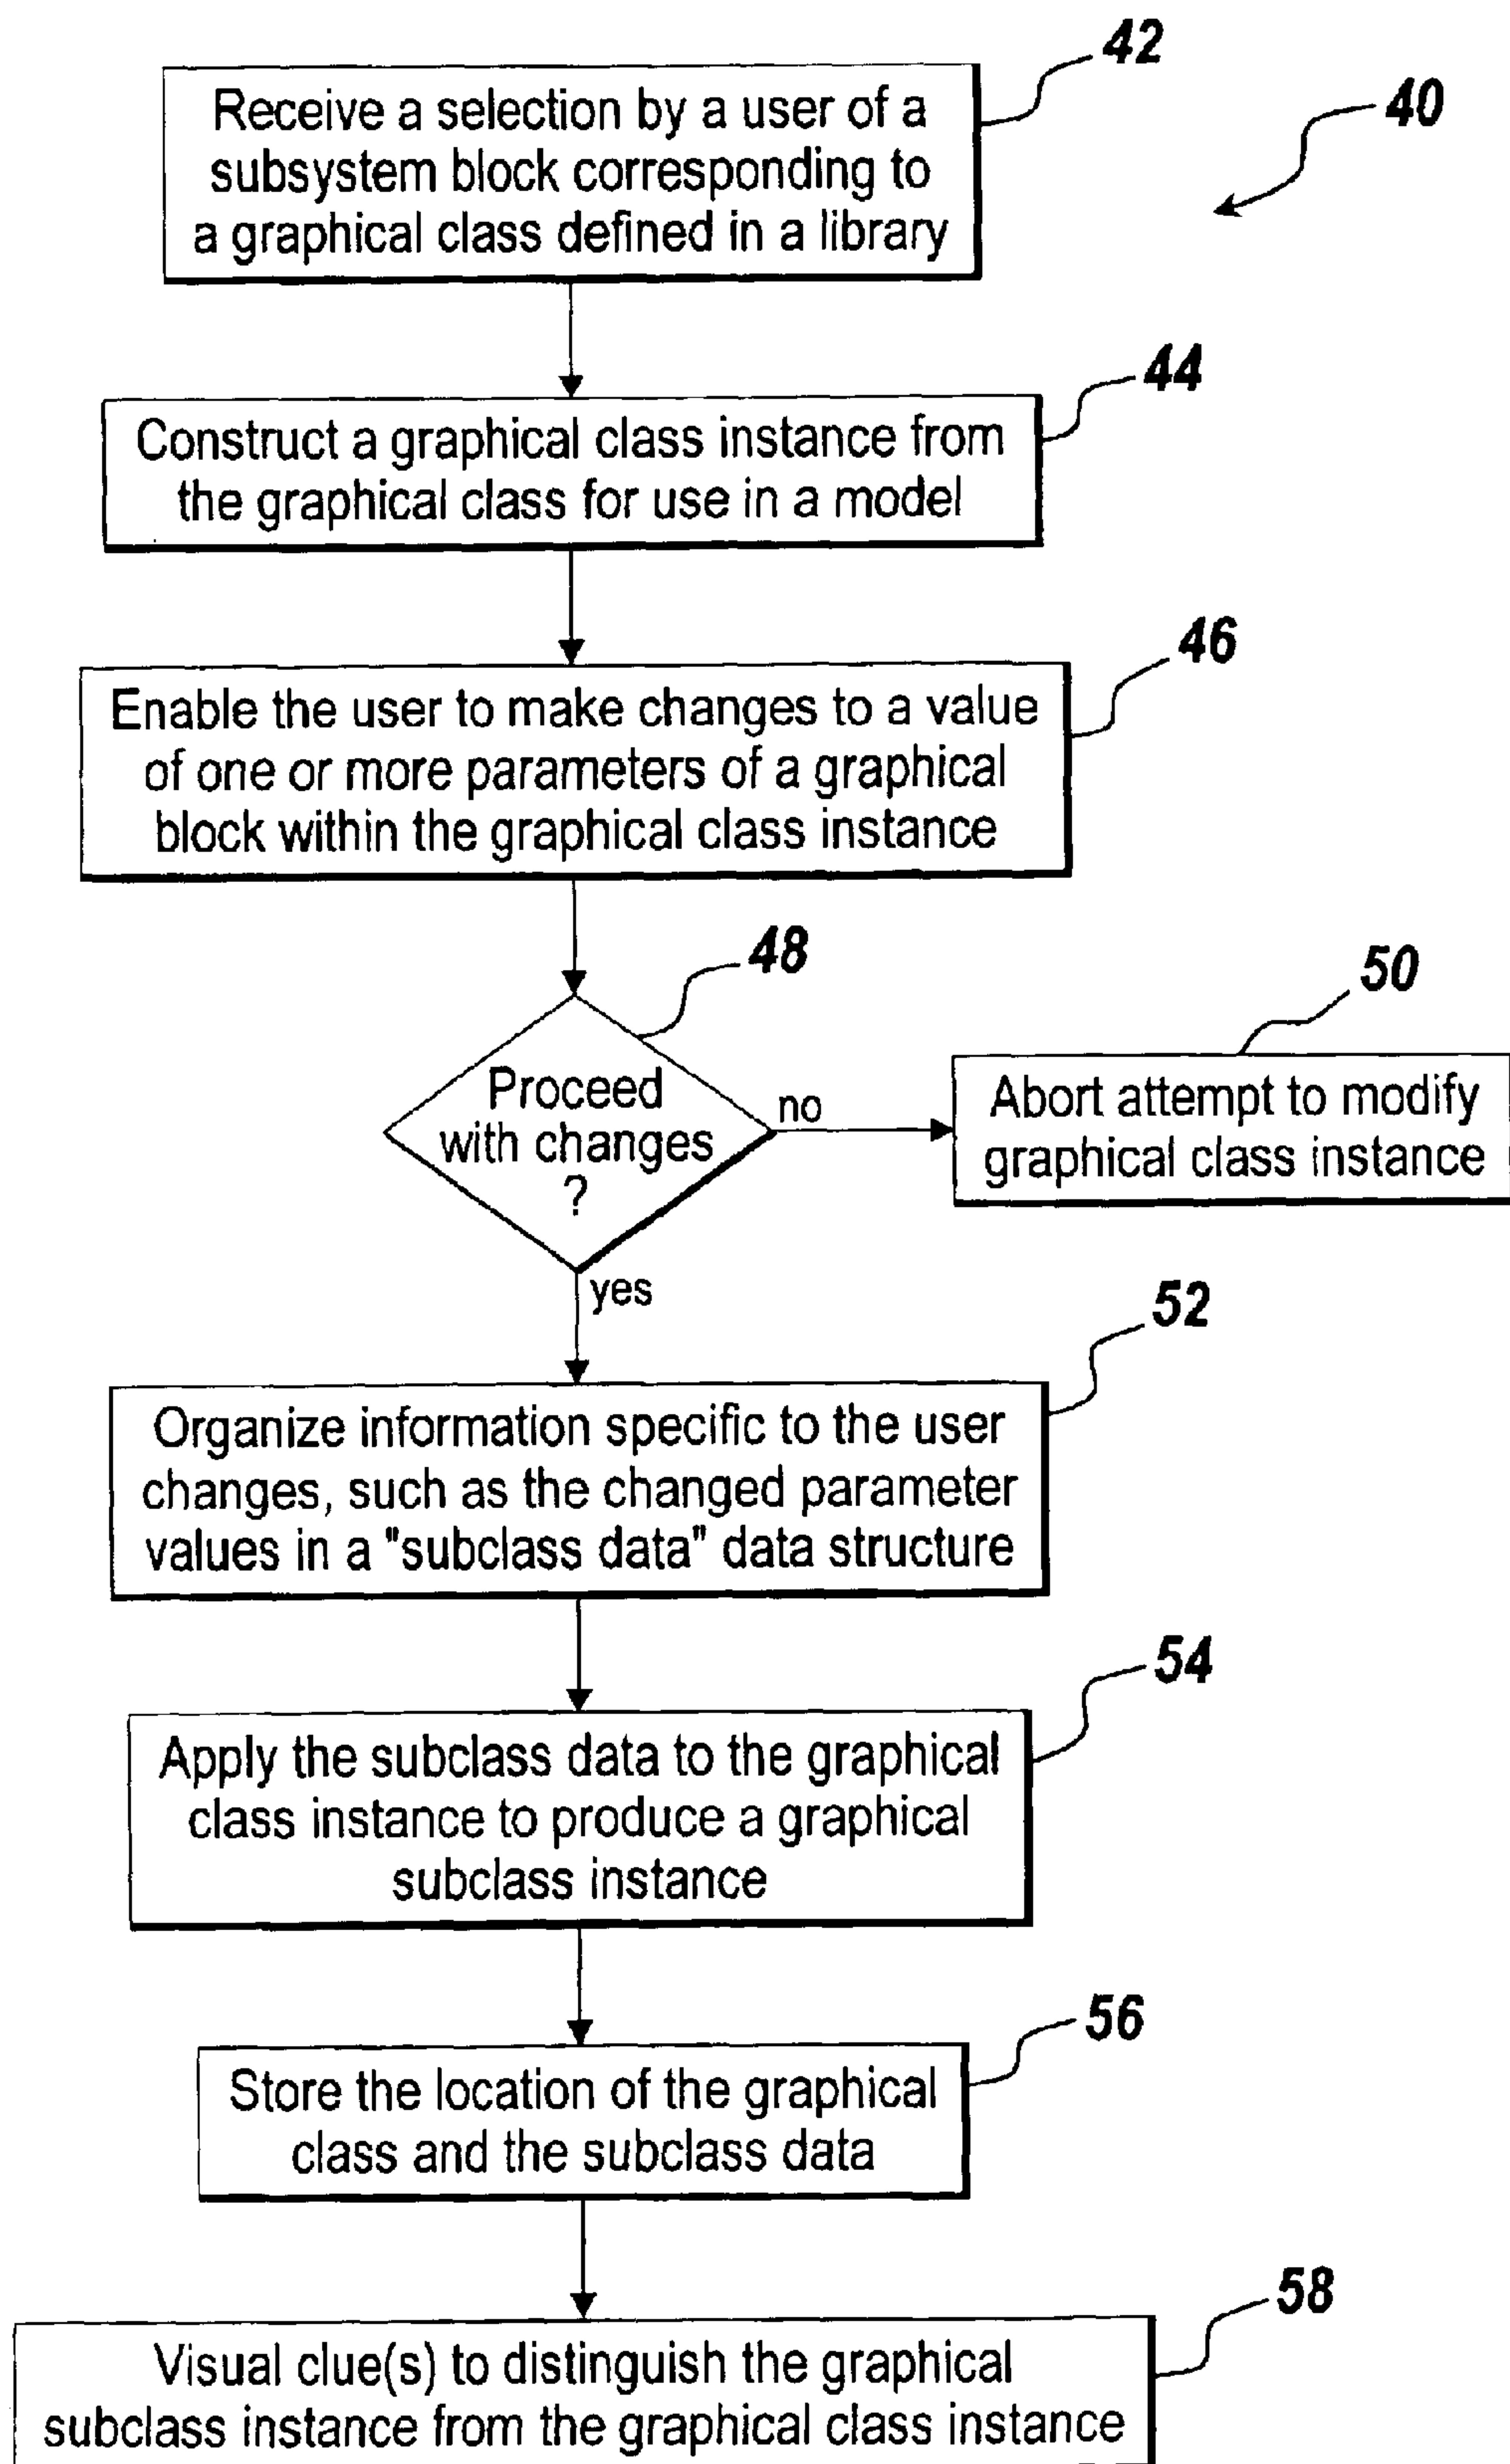 42
40
Receive a selection by a user of a
subsystem block corresponding to
a graphical class defined in a library
44
Construct a graphical class instance from
the graphical class for use in a model
46
Enable the user to make changes to a value
of one or more parameters of a graphical
block within the graphical class instance
48
Proceed
with changes
?
no
yes
50
Abort attempt to modify
graphical class instance
52
Organize information specific to the user
changes, such as the changed parameter
values in a "subclass data" data structure
54
Apply the subclass data to the graphical
class instance to produce a graphical
subclass instance
56
Store the location of the graphical
class and the subclass data
58
Visual clue(s) to distinguish the graphical
subclass instance from the graphical class instance